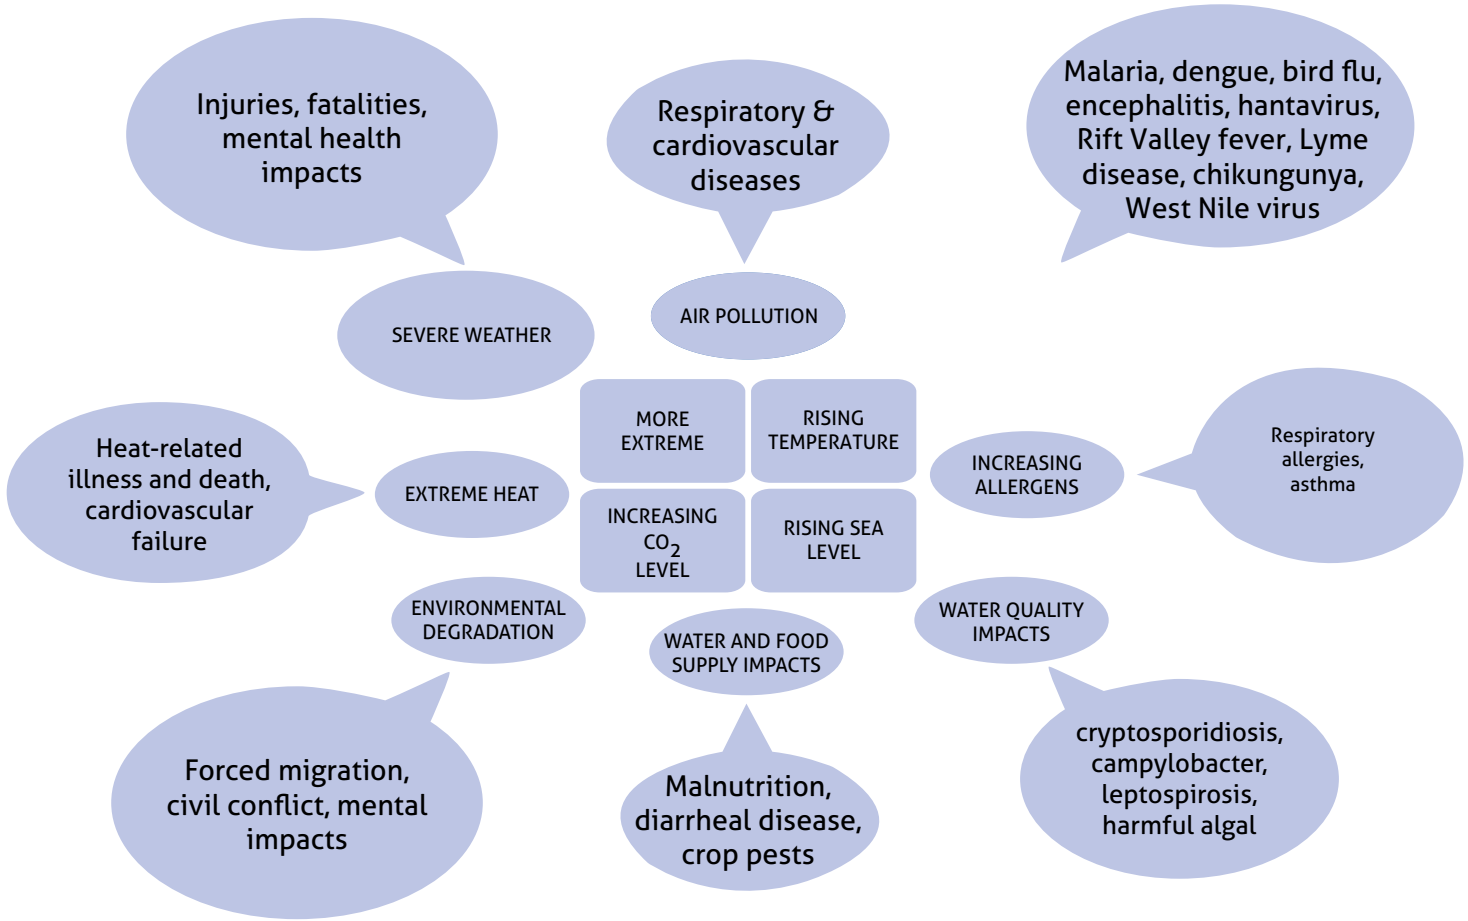 Injuries, fatalities,
mental health
impacts
Respiratory &
cardiovascular
diseases
Malaria, dengue, bird flu,
encephalitis, hantavirus,
Rift Valley fever, Lyme
disease, chikungunya,
West Nile virus
SEVERE WEATHER
AIR POLLUTION
MORE
EXTREME
RISING
TEMPERATURE
Heat-related
illness and death,
cardiovascular
failure
EXTREME HEAT
INCREASING
ALLERGENS
Respiratory
allergies,
asthma
INCREASING
CO2
LEVEL
RISING SEA
LEVEL
ENVIRONMENTAL
DEGRADATION
WATER AND FOOD
SUPPLY IMPACTS
WATER QUALITY
IMPACTS
Forced migration,
civil conflict, mental
impacts
Malnutrition,
diarrheal disease,
crop pests
cryptosporidiosis,
campylobacter,
leptospirosis,
harmful algal